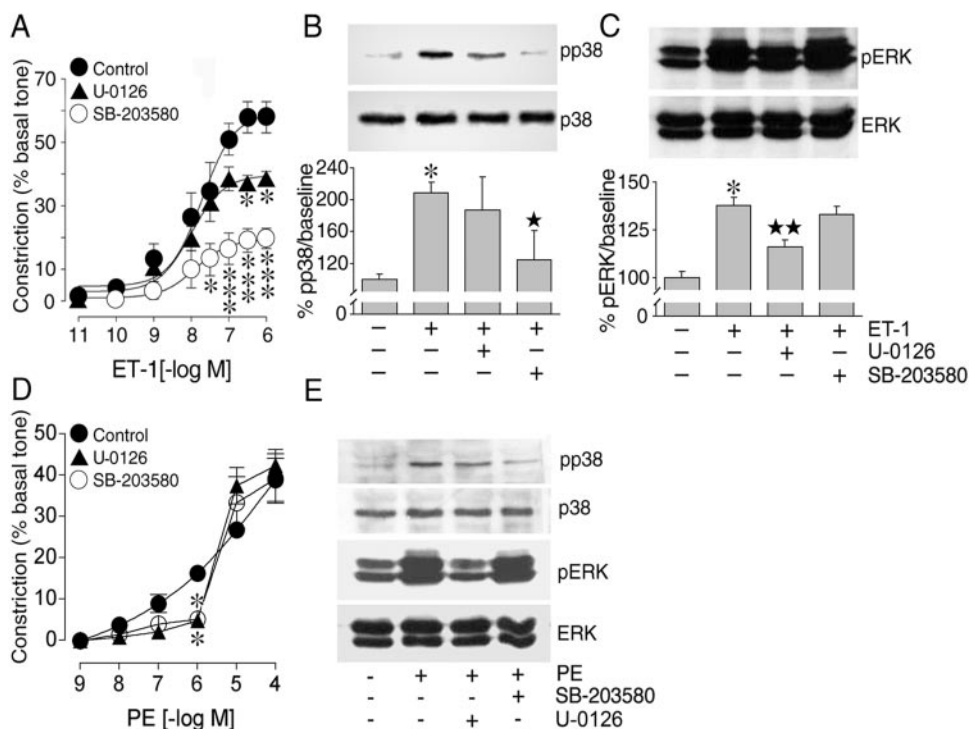 A
Control
U-0126
SB-203580
Constriction (% basal tone)
70
50
30
10
0
11 10 9 8 7 6
ET-1[-log M]
* *
* * * *
* * *
* * *
B
pp38
p38
% pp38/baseline
240
200
160
120
0
*
★
− + + +
− − + −
− − − +
C
pERK
ERK
% pERK/baseline
150
125
100
0
*
★★
− + + + ET-1
− − + − U-0126
− − − + SB-203580
D
Control
U-0126
SB-203580
Constriction (% basal tone)
50
40
30
20
10
0
*
*
9 8 7 6 5 4
PE [-log M]
E
pp38
p38
pERK
ERK
- + + + PE
- - - + SB-203580
- - + - U-0126